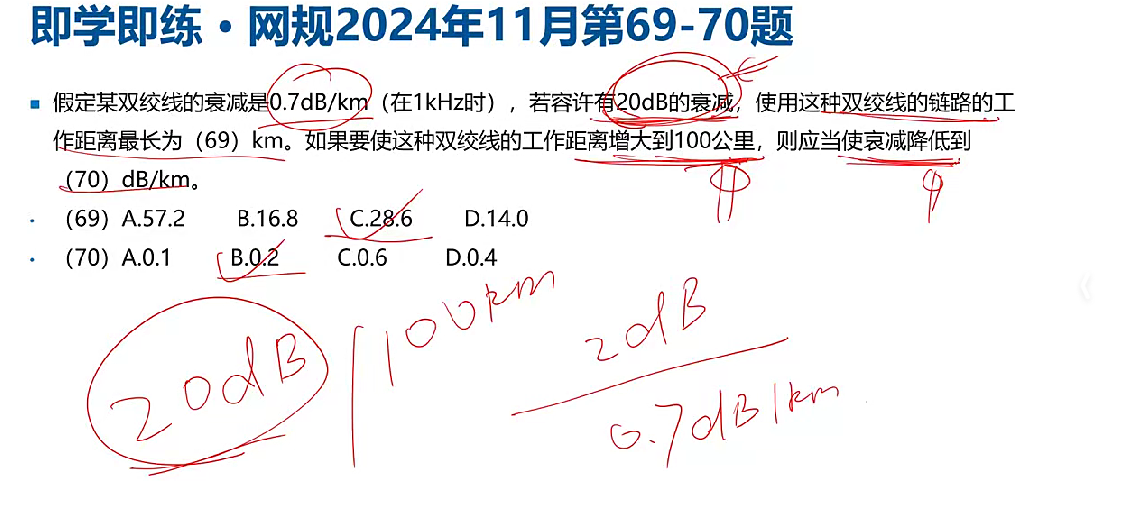 即学即练·网规2024年11月第69-70题
假定某双绞线的衰减是0.7dB/km（在1kHz时），若容许有20dB的衰减，使用这种双绞线的链路的工
作距离最长为（69）km。如果要使这种双绞线的工作距离增大到100公里，则应当使衰减降低到
（70）dB/km。
（69）A.57.2 B.16.8 C.28.6 D.14.0
（70）A.0.1 B.0.2 C.0.6 D.0.4
20dB
100km
2dB
0.7dB/km